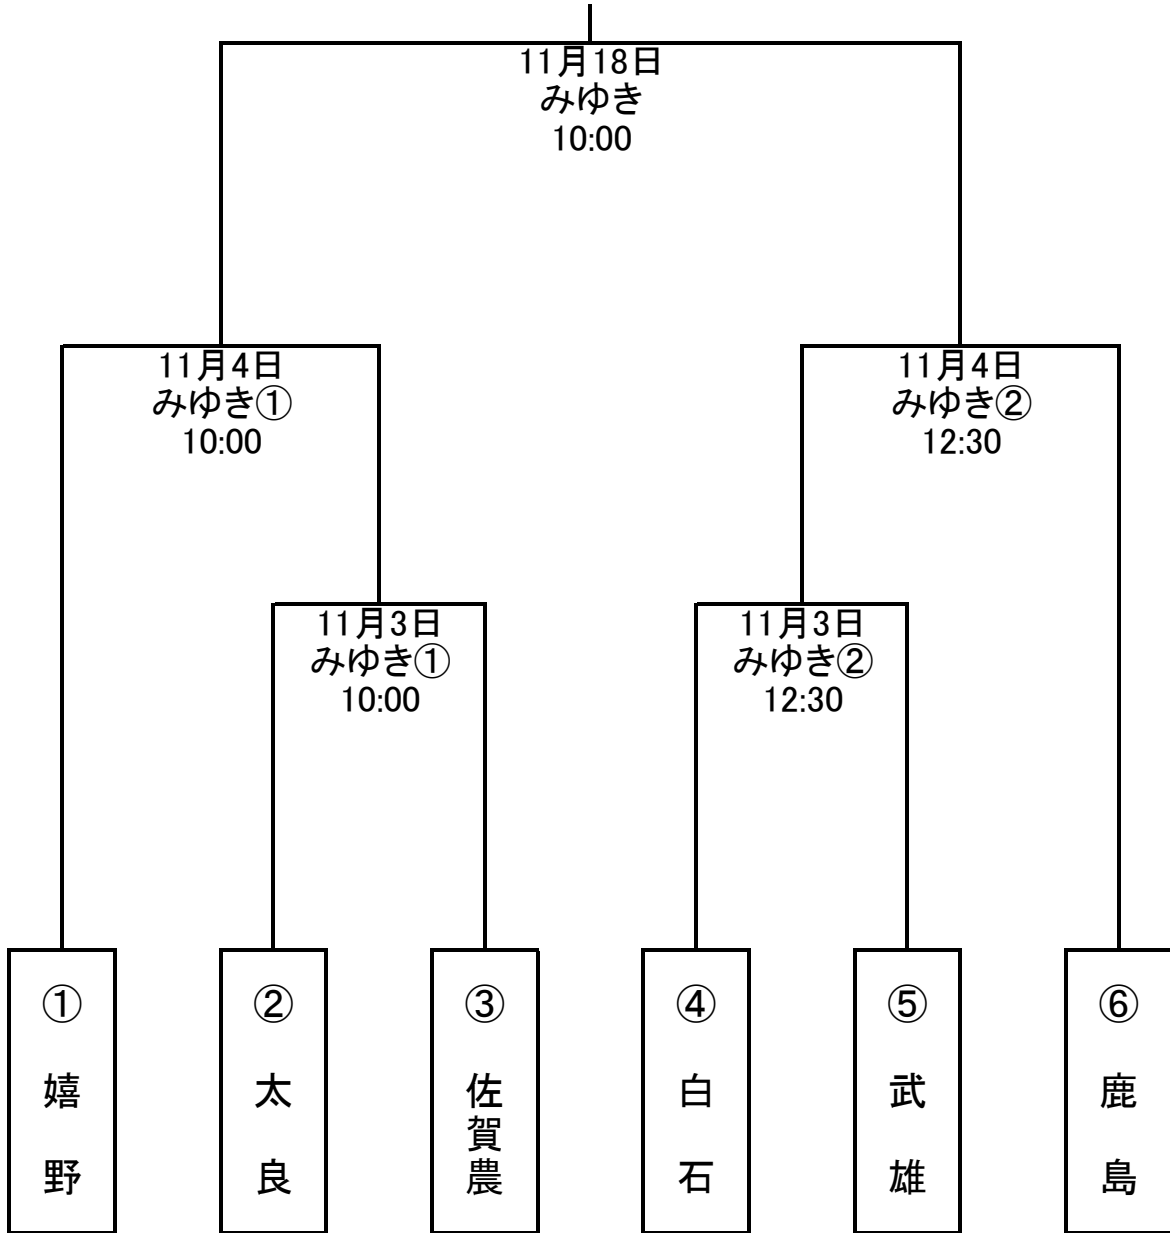 11月18日
みゆき
10:00
11月4日
みゆき①
10:00
11月4日
みゆき②
12:30
11月3日
みゆき①
10:00
11月3日
みゆき②
12:30
①
嬉野
②
太良
③
佐賀農
④
白石
⑤
武雄
⑥
鹿島